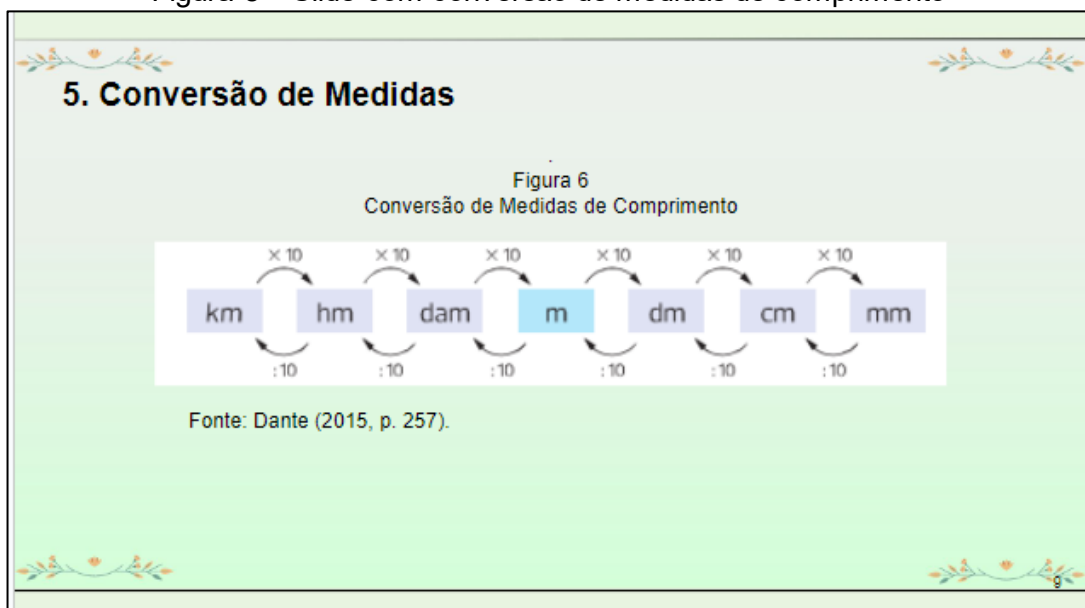 5. Conversão de Medidas
.
Figura 6
Conversão de Medidas de Comprimento
× 10 × 10 × 10 × 10 × 10 × 10
km hm dam m dm cm mm
:10 :10 :10 :10 :10 :10
Fonte: Dante (2015, p. 257).
9